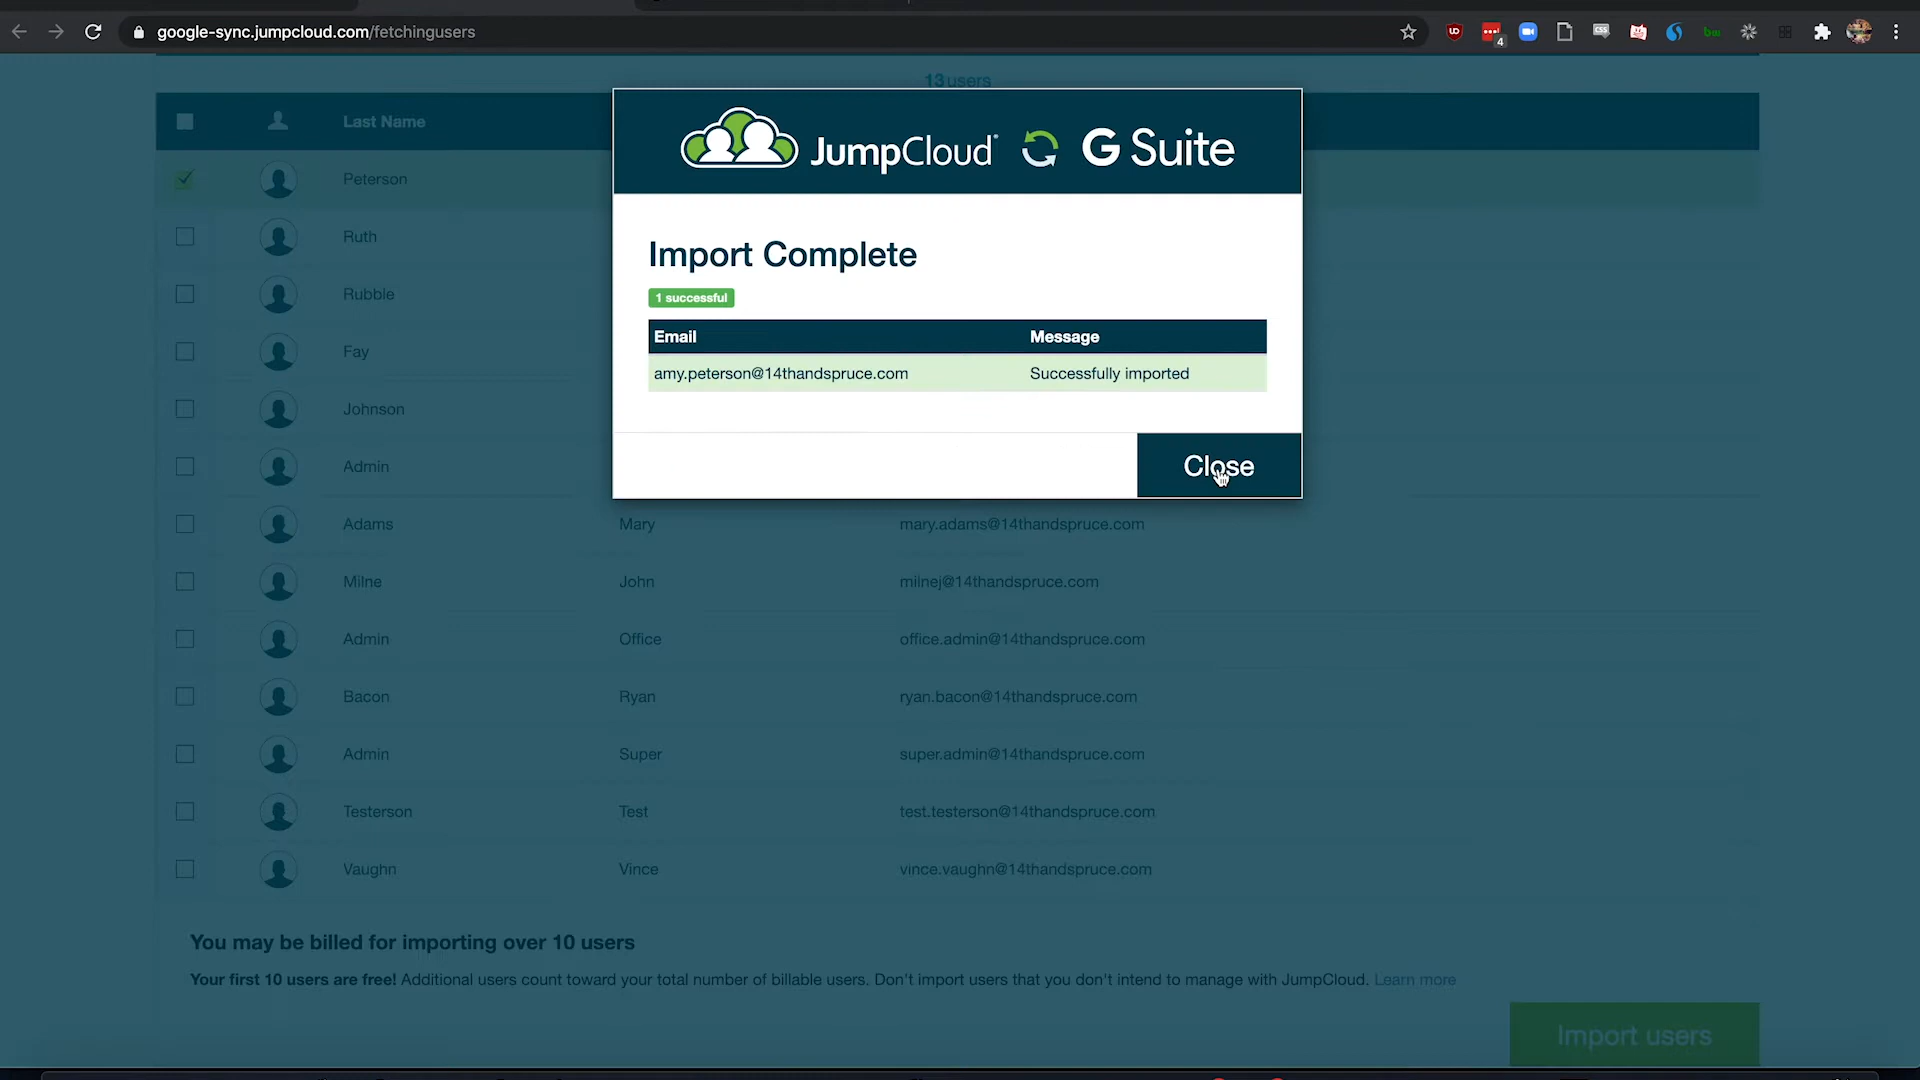 google-sync.jumpcloud.com/fetchingusers
4
13 users
Last Name
JumpCloud G Suite
Peterson
Ruth
Import Complete
1 successful
Rubble
Email Message
Fay
amy.peterson@14thandspruce.com Successfully imported
Johnson
Admin
Close
Adams Mary mary.adams@14thandspruce.com
Milne John milnej@14thandspruce.com
Admin Office office.admin@14thandspruce.com
Bacon Ryan ryan.bacon@14thandspruce.com
Admin Super super.admin@14thandspruce.com
Testerson Test test.testerson@14thandspruce.com
Vaughn Vince vince.vaughn@14thandspruce.com
You may be billed for importing over 10 users
Your first 10 users are free! Additional users count toward your total number of billable users. Don't import users that you don't intend to manage with JumpCloud. Learn more
Import users